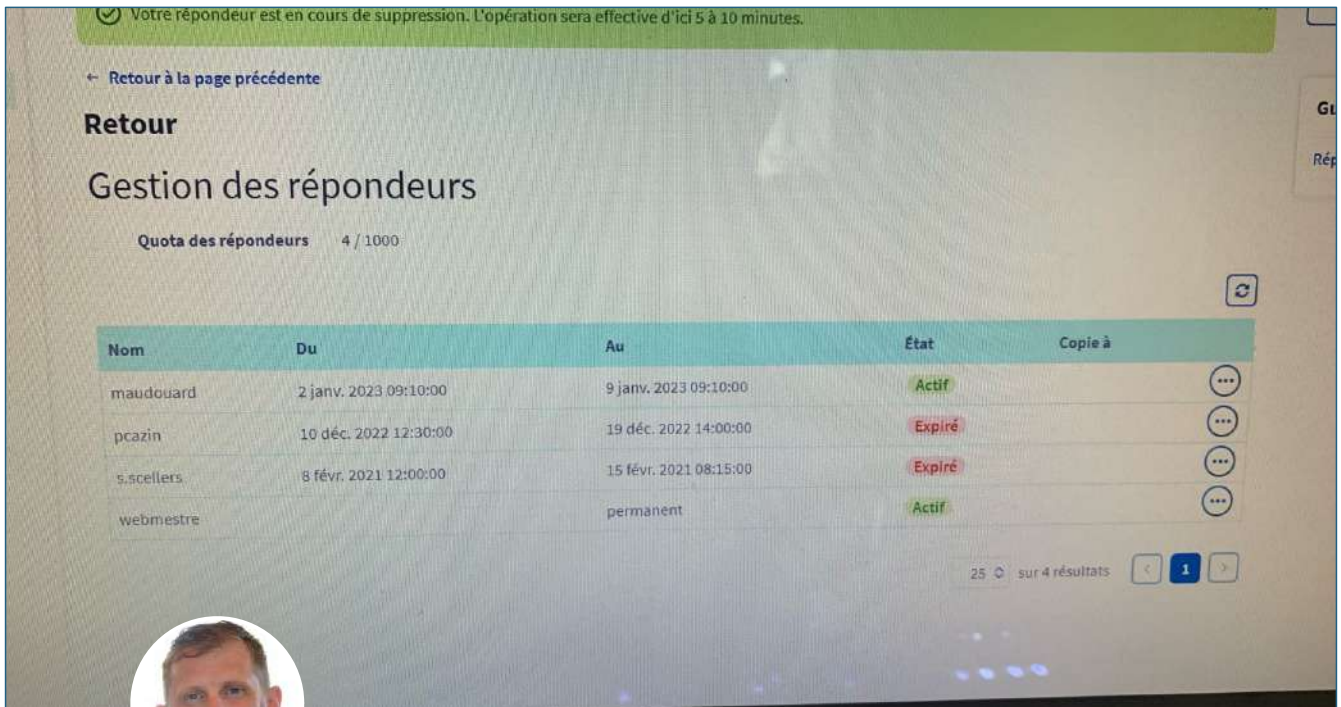 Votre répondeur est en cours de suppression. L'opération sera effective d'ici 5 à 10 minutes.
← Retour à la page précédente
Retour
Gestion des répondeurs
Quota des répondeurs 4 / 1000
Nom Du Au État Copie à
maudouard 2 janv. 2023 09:10:00 9 janv. 2023 09:10:00 Actif
pcazin 10 déc. 2022 12:30:00 19 déc. 2022 14:00:00 Expiré
s.scellers 8 févr. 2021 12:00:00 15 févr. 2021 08:15:00 Expiré
webmestre permanent Actif
25 sur 4 résultats < 1 >